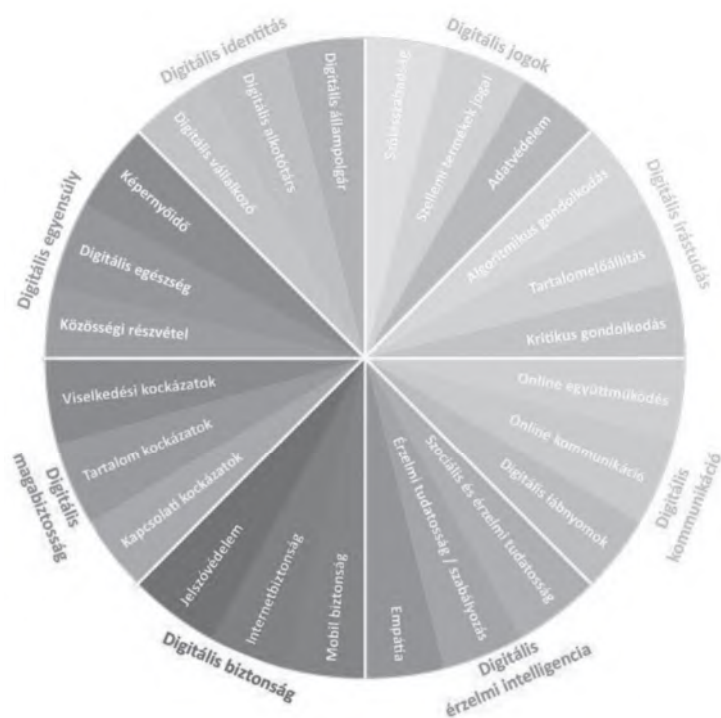 Digitális identitás
Digitális vállalkozó
Digitális alkotótárs
Digitális állampolgár
Digitális jogok
Szólásszabadság
Szellemi termékek jogai
Adatvédelem
Digitális írástudás
Algoritmikus gondolkodás
Tartalomelőállítás
Kritikus gondolkodás
Digitális
kommunikáció
Online együttműködés
Online kommunikáció
Digitális lábnyomok
Digitális
érzelmi intelligencia
Szociális és érzelmi tudatosság
Érzelmi tudatosság / szabályozás
Empátia
Digitális biztonság
Mobil biztonság
Internetbiztonság
Jelszóvédelem
Digitális
magabiztosság
Kapcsolati kockázatok
Tartalom kockázatok
Viselkedési kockázatok
Digitális egyensúly
Közösségi részvétel
Digitális egészség
Képernyőidő